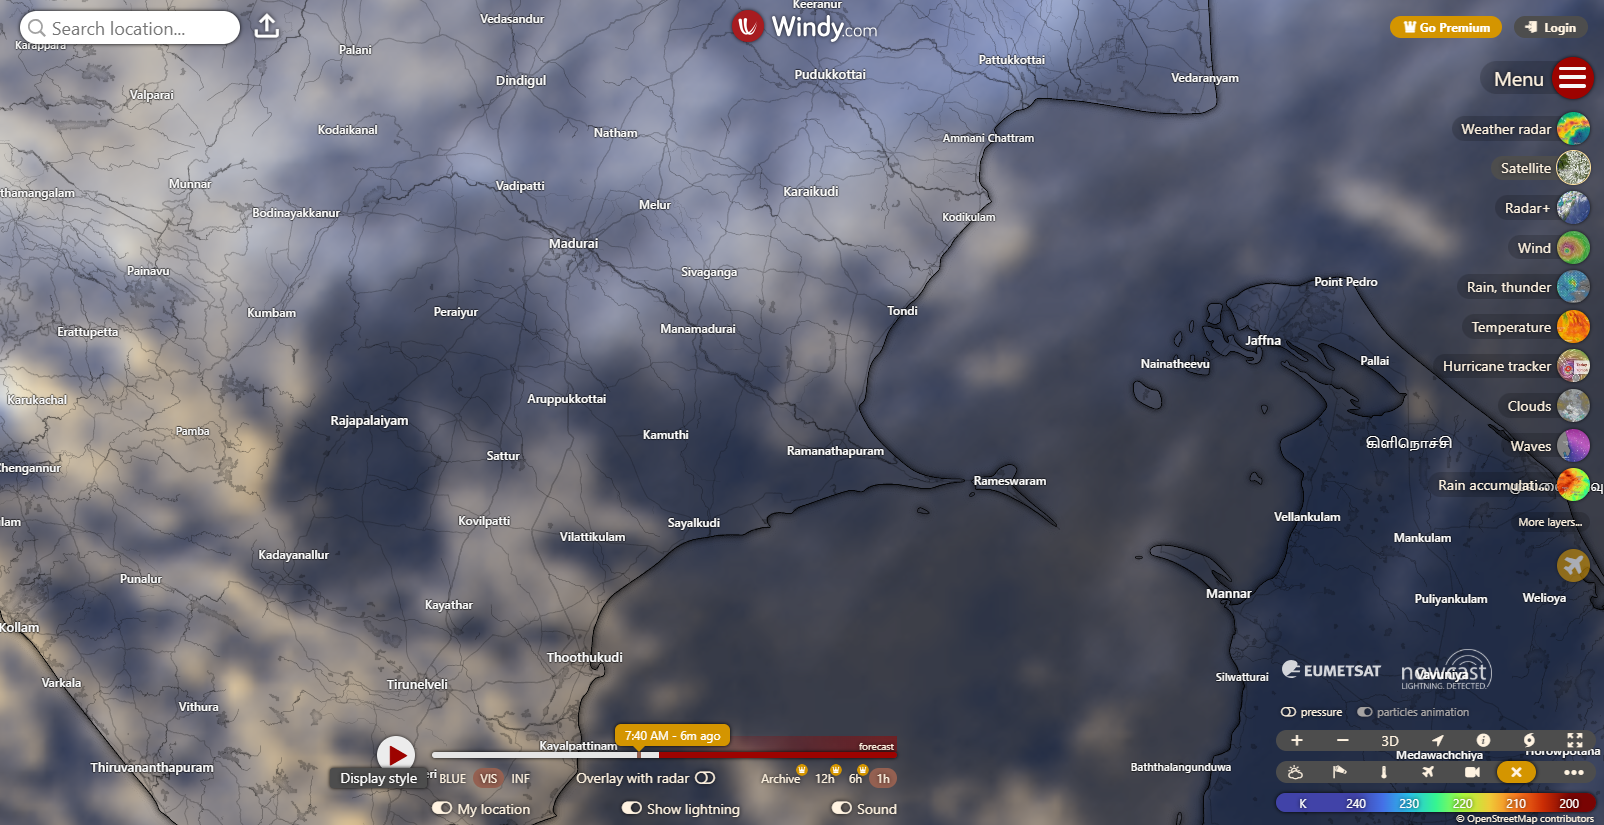 Search location...
Windy.com
Go Premium
Login
Menu
Weather radar
Satellite
Radar+
Wind
Rain, thunder
Temperature
Hurricane tracker
Clouds
Waves
Rain accumulati...
More layers...
Keeranur
Vedasandur
Karappara
Palani
Pattukkottai
Dindigul
Pudukkottai
Vedaranyam
Valparai
Kodaikanal
Natham
Ammani Chattram
Munnar
Vadipatti
Karaikudi
thamangalam
Melur
Bodinayakkanur
Kodikulam
Madurai
Painavu
Sivaganga
Point Pedro
Kumbam
Peraiyur
Tondi
Erattupetta
Manamadurai
Jaffna
Nainatheevu
Pallai
Karukachal
Aruppukkottai
Rajapalaiyam
Pamba
Kamuthi
கிளிநொச்சி
Sattur
Ramanathapuram
Chengannur
Rameswaram
Kovilpatti
Sayalkudi
Vellankulam
lam
Vilattikulam
Mankulam
Kadayanallur
Punalur
Mannar
Puliyankulam
Welioya
Kayathar
Kollam
Thoothukudi
Varkala
Tirunelveli
Silwatturai
Vavuniya
Vithura
Kayalpattinam
Thiruvananthapuram
Baththalangunduwa
Medawachchiya
Horowpotana
EUMETSAT
nowcast
LIGHTNING. DETECTED.
pressure
particles animation
7:40 AM - 6m ago
forecast
Display style
eri
BLUE
VIS
INF
Overlay with radar
Archive
12h
6h
1h
My location
Show lightning
Sound
3D
K 240 230 220 210 200
© OpenStreetMap contributors